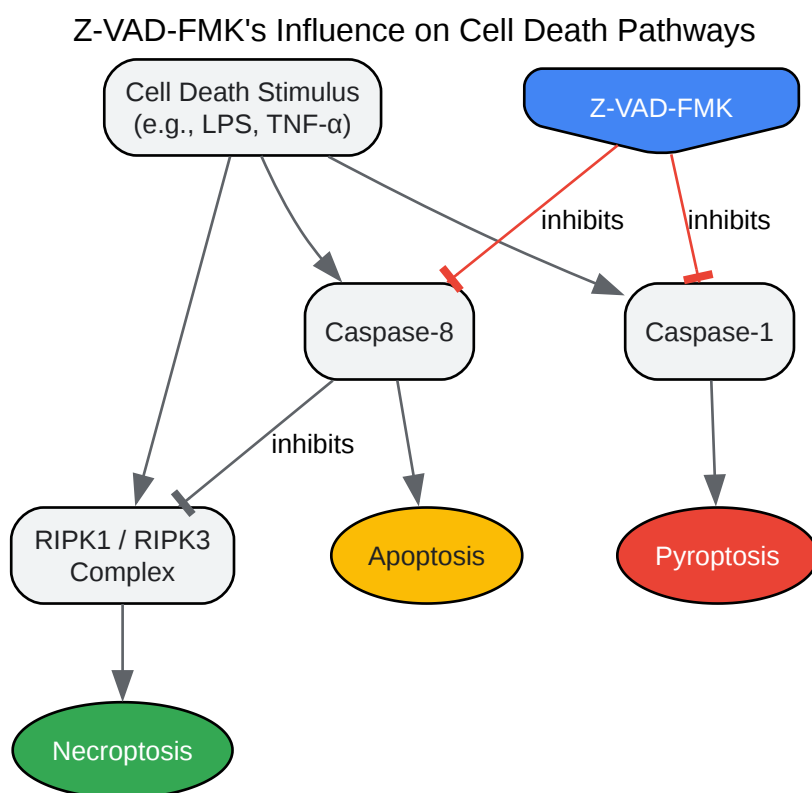 Z-VAD-FMK's Influence on Cell Death Pathways
Cell Death Stimulus
(e.g., LPS, TNF-α)
Z-VAD-FMK
inhibits
inhibits
Caspase-8
Caspase-1
inhibits
RIPK1 / RIPK3
Complex
Apoptosis
Pyroptosis
Necroptosis